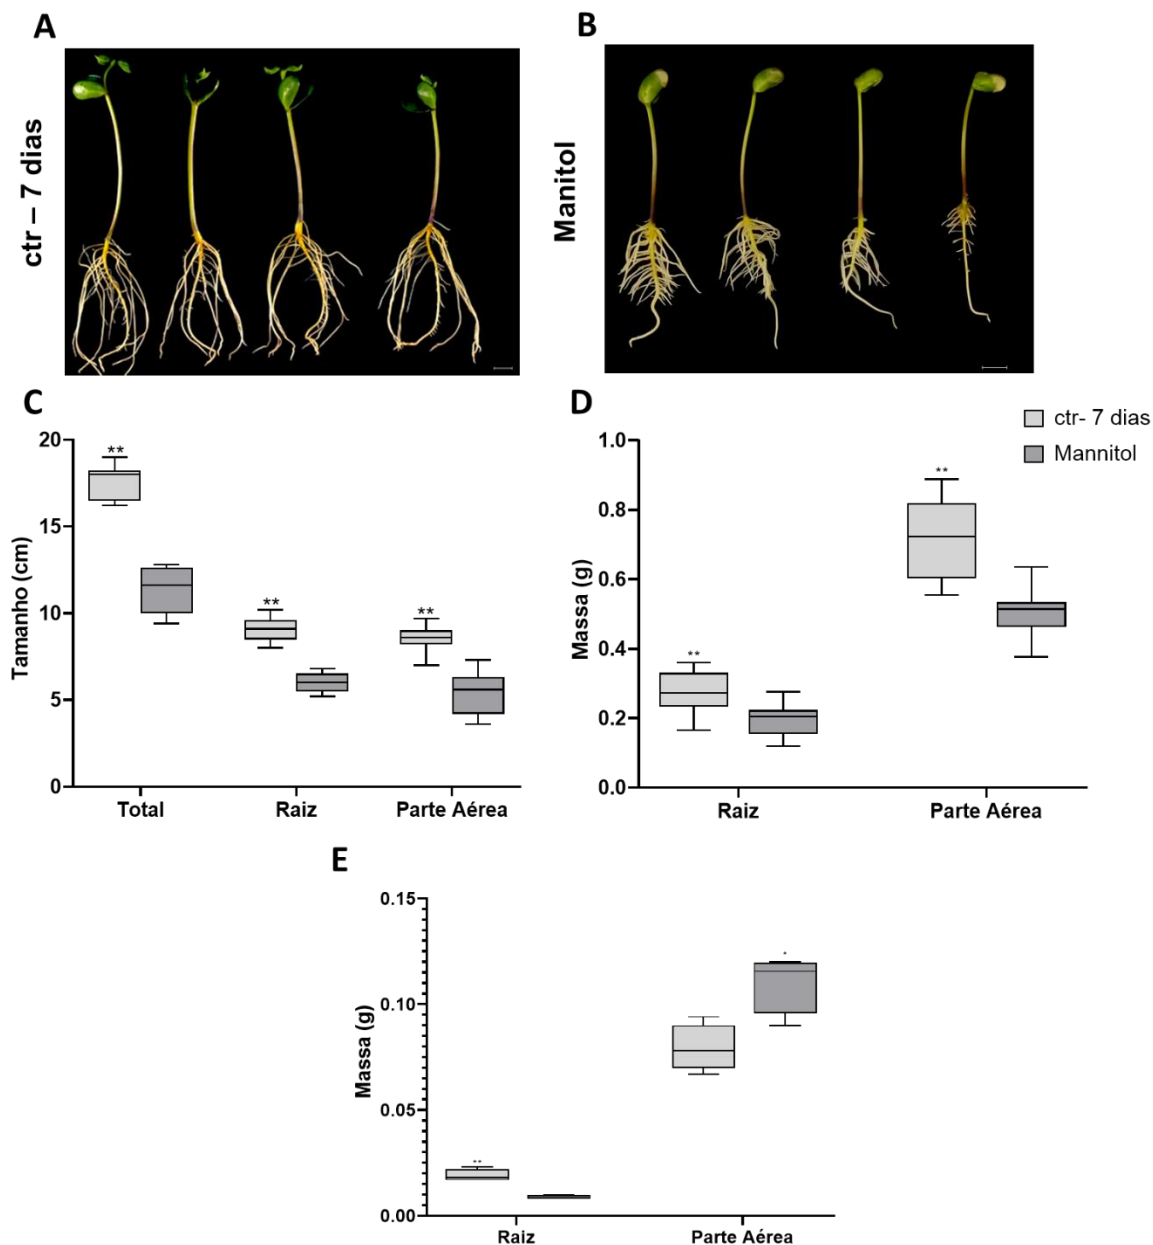 A
B
ctr – 7 dias
Manitol
C
D
ctr- 7 dias
Mannitol
Tamanho (cm)
20
15
10
5
0
**
**
**
Total
Raiz
Parte Aérea
Massa (g)
1.0
0.8
0.6
0.4
0.2
0.0
**
**
Raiz
Parte Aérea
E
Massa (g)
0.15
0.10
0.05
0.00
**
*
Raiz
Parte Aérea